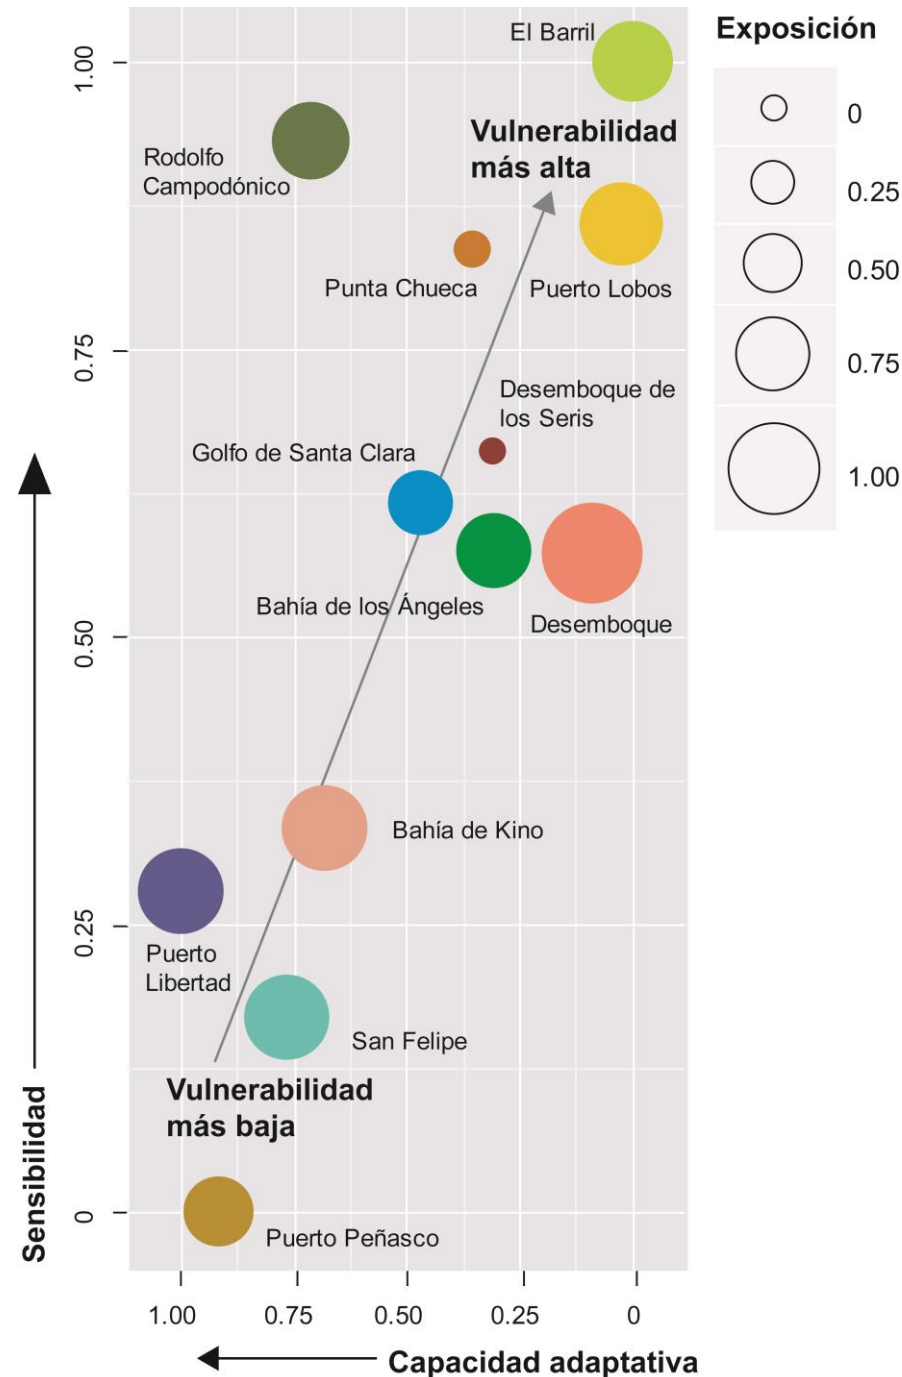 Exposición
0
0.25
0.50
0.75
1.00
El Barril
Vulnerabilidad
más alta
Rodolfo
Campodónico
Punta Chueca
Puerto Lobos
Desemboque de
los Seris
Golfo de Santa Clara
Bahía de los Ángeles
Desemboque
Bahía de Kino
Puerto
Libertad
San Felipe
Vulnerabilidad
más baja
Puerto Peñasco
Sensibilidad
1.00
0.75
0.50
0.25
0
1.00
0.75
0.50
0.25
0
Capacidad adaptativa